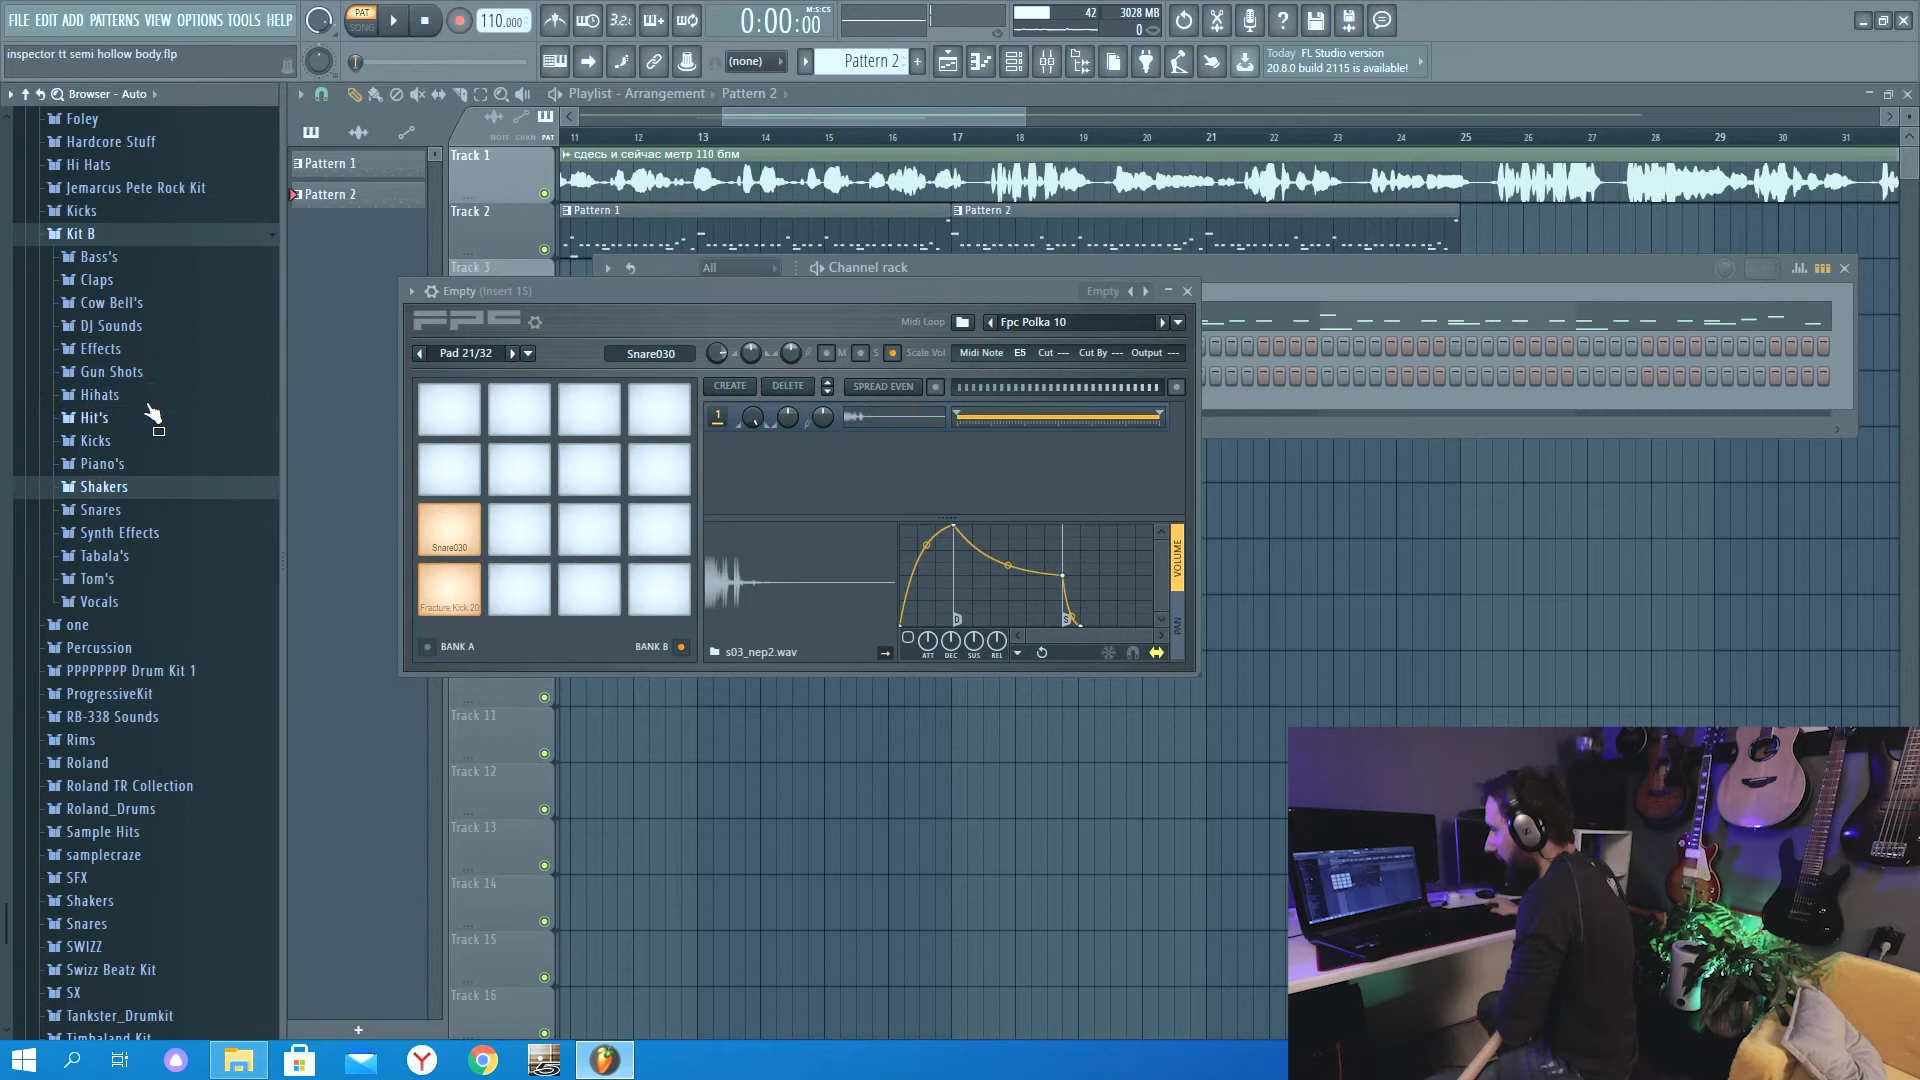 FILE EDIT ADD PATTERNS VIEW OPTIONS TOOLS HELP
inspector tt semi hollow body.flp
PAT
SONG
110.000
3.2
0:00:00
M:S:CS
42
3028 MB
0
(none)
Pattern 2
Today FL Studio version
20.8.0 build 2115 is available!
Browser - Auto
Playlist - Arrangement
Pattern 2
NOTE CHAN PAT
11 12 13 14 15 16 17 18 19 20 21 22 23 24 25 26 27 28 29 30 31
Foley
Hardcore Stuff
Hi Hats
Jemarcus Pete Rock Kit
Kicks
Kit B
Bass's
Claps
Cow Bell's
DJ Sounds
Effects
Gun Shots
Hihats
Hit's
Kicks
Piano's
Shakers
Snares
Synth Effects
Tabala's
Tom's
Vocals
one
Percussion
PPPPPPPP Drum Kit 1
ProgressiveKit
RB-338 Sounds
Rims
Roland
Roland TR Collection
Roland_Drums
Sample Hits
samplecraze
SFX
Shakers
Snares
SWIZZ
Swizz Beatz Kit
SX
Tankster_Drumkit
Timbaland Kit
Pattern 1
Pattern 2
Track 1
сдесь и сейчас метр 110 бпм
Track 2
Pattern 1
Pattern 2
Track 3
All
Channel rack
Empty (Insert 15)
Empty
FPC
Midi Loop
Fpc Polka 10
Pad 21/32
Snare030
M
S
Scale Vol
Midi Note E5
Cut ---
Cut By ---
Output ---
CREATE
DELETE
SPREAD EVEN
1
Snare030
Fracture Kick 20
BANK A
BANK B
s03_nep2.wav
D
S
ATT DEC SUS REL
VOLUME
PAN
Track 11
Track 12
Track 13
Track 14
Track 15
Track 16